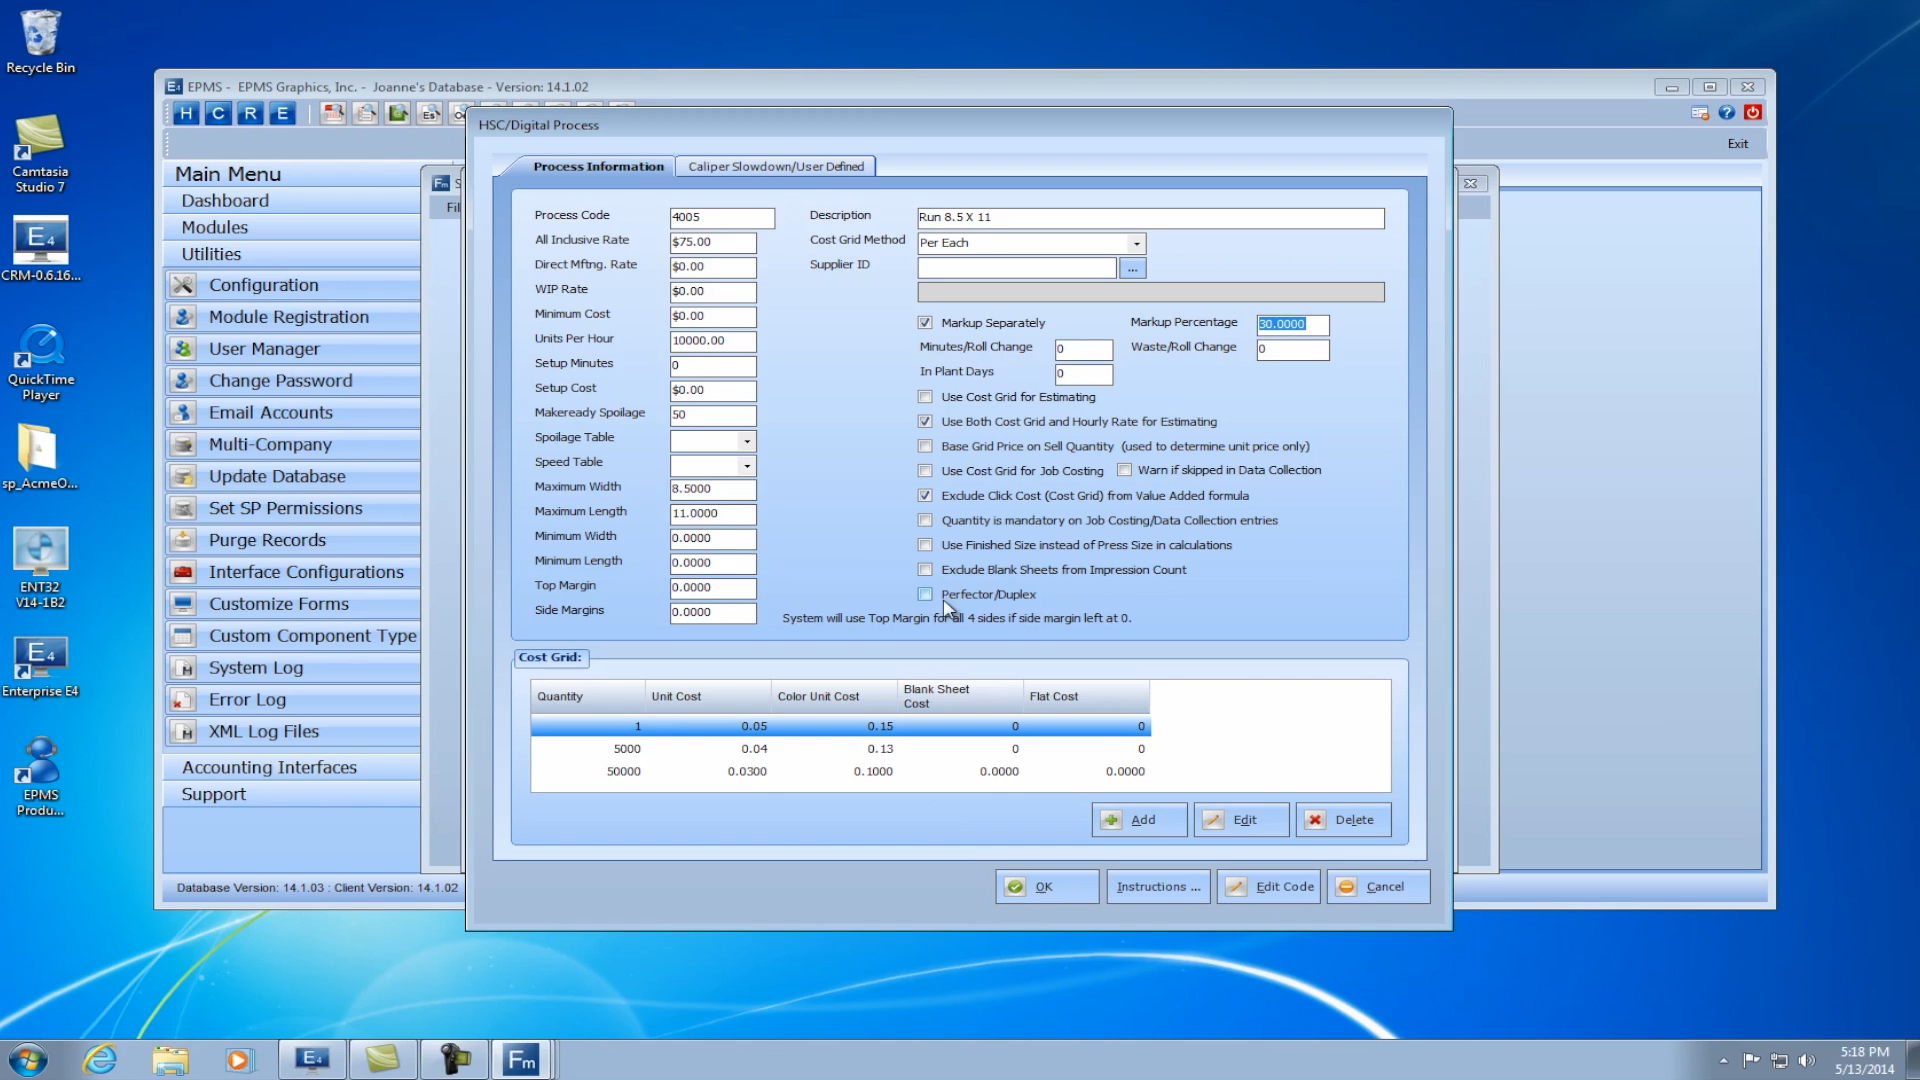 Recycle Bin
Camtasia
Studio 7
CRM-0.6.16...
QuickTime
Player
sp_AcmeO...
ENT32
V14-1B2
Enterprise E4
EPMS
Produ...
EPMS - EPMS Graphics, Inc. - Joanne's Database - Version: 14.1.02
H C R E
Exit
Main Menu
Dashboard
Modules
Utilities
Configuration
Module Registration
User Manager
Change Password
Email Accounts
Multi-Company
Update Database
Set SP Permissions
Purge Records
Interface Configurations
Customize Forms
Custom Component Type
System Log
Error Log
XML Log Files
Accounting Interfaces
Support
Database Version: 14.1.03 : Client Version: 14.1.02
Fm S
Fil
HSC/Digital Process
Process Information Caliper Slowdown/User Defined
Process Code 4005 Description Run 8.5 X 11
All Inclusive Rate $75.00 Cost Grid Method Per Each
Direct Mftng. Rate $0.00 Supplier ID ...
WIP Rate $0.00
Minimum Cost $0.00 Markup Separately Markup Percentage 30.0000
Units Per Hour 10000.00 Minutes/Roll Change 0 Waste/Roll Change 0
Setup Minutes 0 In Plant Days 0
Setup Cost $0.00 Use Cost Grid for Estimating
Makeready Spoilage 50 Use Both Cost Grid and Hourly Rate for Estimating
Spoilage Table Base Grid Price on Sell Quantity (used to determine unit price only)
Speed Table Use Cost Grid for Job Costing Warn if skipped in Data Collection
Maximum Width 8.5000 Exclude Click Cost (Cost Grid) from Value Added formula
Maximum Length 11.0000 Quantity is mandatory on Job Costing/Data Collection entries
Minimum Width 0.0000 Use Finished Size instead of Press Size in calculations
Minimum Length 0.0000 Exclude Blank Sheets from Impression Count
Top Margin 0.0000 Perfector/Duplex
Side Margins 0.0000 System will use Top Margin for all 4 sides if side margin left at 0.
Cost Grid:
Quantity Unit Cost Color Unit Cost Blank Sheet Cost Flat Cost
1 0.05 0.15 0 0
5000 0.04 0.13 0 0
50000 0.0300 0.1000 0.0000 0.0000
Add Edit Delete
OK Instructions ... Edit Code Cancel
E4 Fm
5:18 PM
5/13/2014